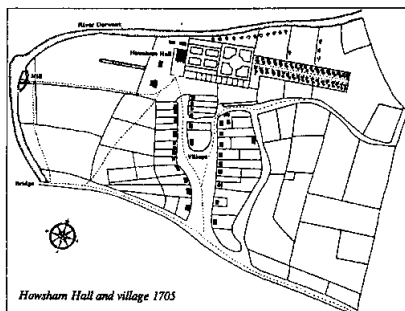 River Derwent
Howsham Hall
Mill
Village
Bridge
Howsham Hall and village 1705